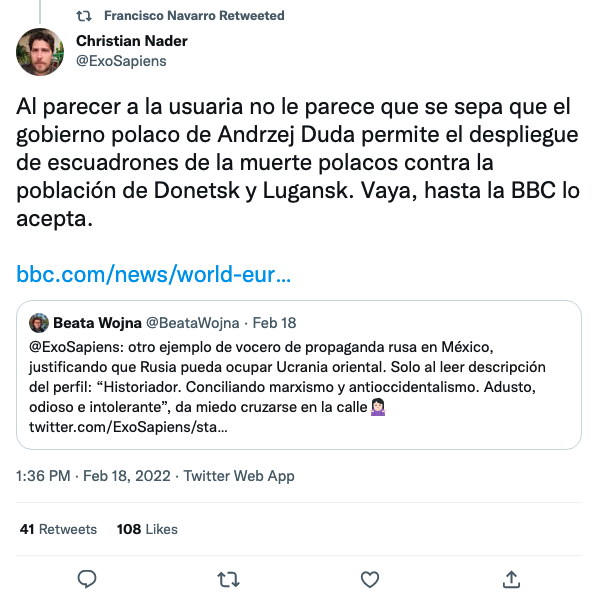 Francisco Navarro Retweeted
Christian Nader
@ExoSapiens
Al parecer a la usuaria no le parece que se sepa que el
gobierno polaco de Andrzej Duda permite el despliegue
de escuadrones de la muerte polacos contra la
población de Donetsk y Lugansk. Vaya, hasta la BBC lo
acepta.
bbc.com/news/world-eur...
Beata Wojna @BeataWojna · Feb 18
@ExoSapiens: otro ejemplo de vocero de propaganda rusa en México,
justificando que Rusia pueda ocupar Ucrania oriental. Solo al leer descripción
del perfil: “Historiador. Conciliando marxismo y antioccidentalismo. Adusto,
odioso e intolerante”, da miedo cruzarse en la calle🤷🏻‍♀️
twitter.com/ExoSapiens/sta...
1:36 PM · Feb 18, 2022 · Twitter Web App
41 Retweets 108 Likes